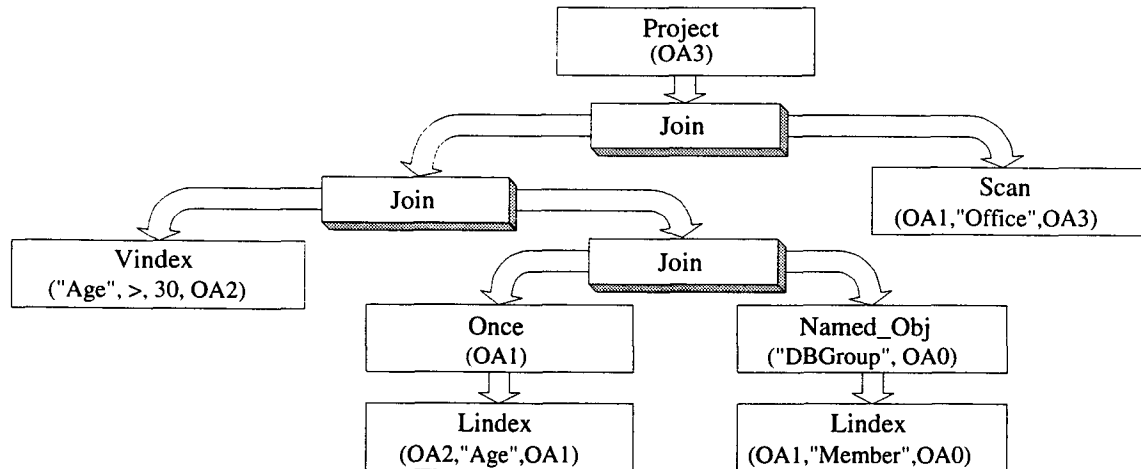 Project
(OA3)
Join
Join
Scan
(OA1,"Office",OA3)
Vindex
("Age", >, 30, OA2)
Join
Once
(OA1)
Named_Obj
("DBGroup", OA0)
Lindex
(OA2,"Age",OA1)
Lindex
(OA1,"Member",OA0)